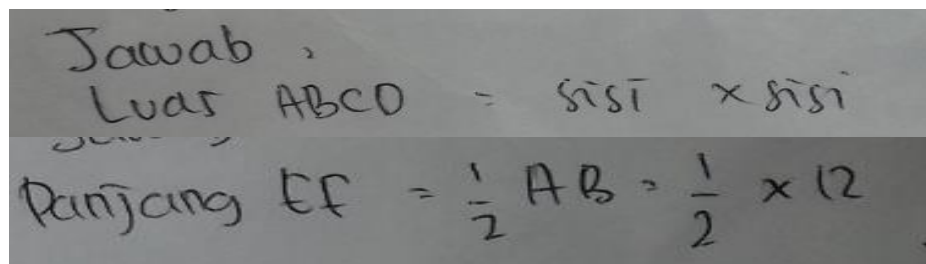 Jawab :
Luas ABCD = sisi x sisi
Panjang EF = 1/2 AB = 1/2 x 12